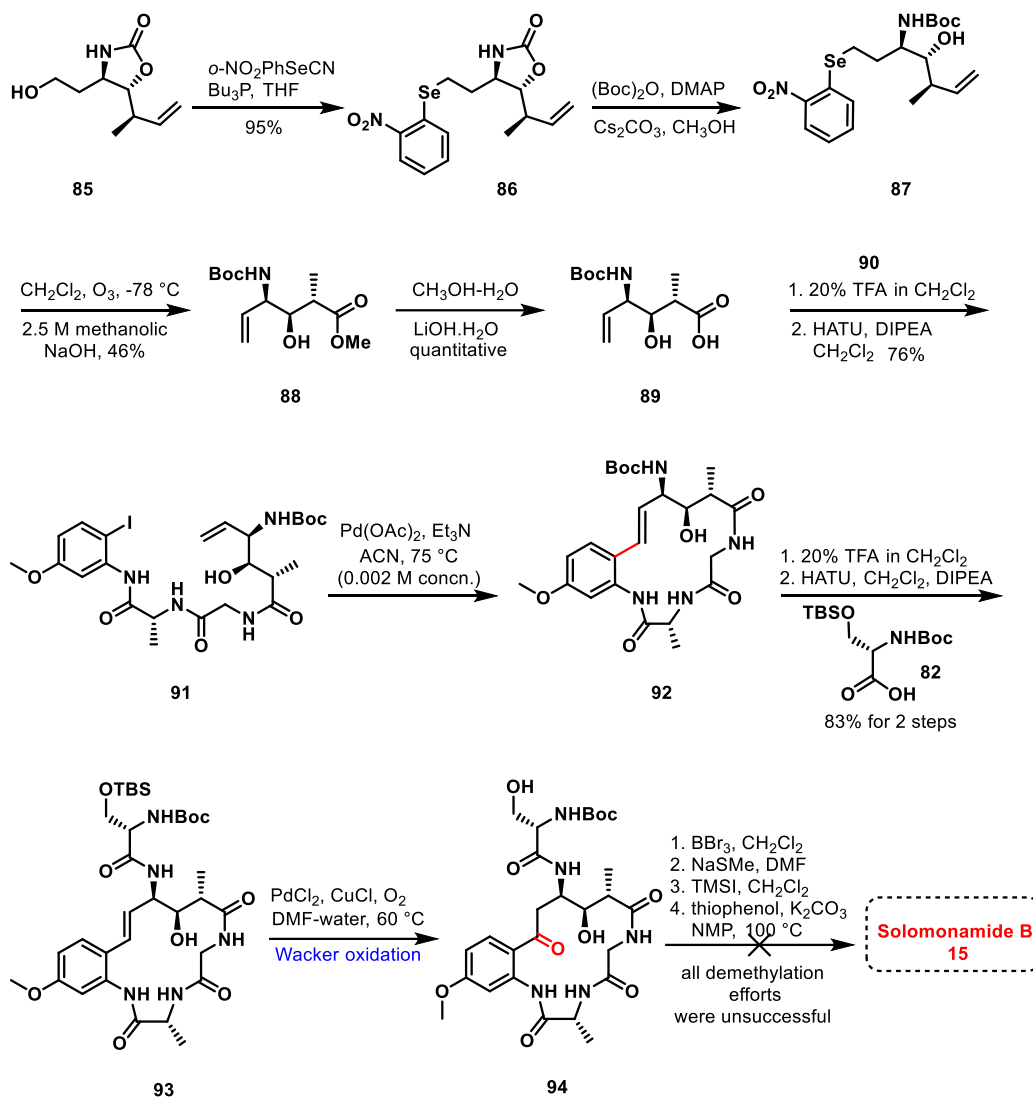 HO
HN
O
O
85
o-NO2PhSeCN
Bu3P, THF
95%
O2N
Se
HN
O
O
86
(Boc)2O, DMAP
Cs2CO3, CH3OH
NHBoc
OH
Se
NO2
87
CH2Cl2, O3, -78 °C
2.5 M methanolic
NaOH, 46%
BocHN
O
OH
OMe
88
CH3OH-H2O
LiOH.H2O
quantitative
BocHN
O
OH
OH
89
90
1. 20% TFA in CH2Cl2
2. HATU, DIPEA
CH2Cl2 76%
I
NHBoc
HO
O
NH
O
H
N
O
N
H
O
91
Pd(OAc)2, Et3N
ACN, 75 °C
(0.002 M concn.)
BocHN
O
OH
NH
O
NH
HN
O
O
92
1. 20% TFA in CH2Cl2
2. HATU, CH2Cl2, DIPEA
TBSO
NHBoc
82
O
OH
83% for 2 steps
OTBS
NHBoc
O
NH
O
OH
NH
O
NH
HN
O
O
93
PdCl2, CuCl, O2
DMF-water, 60 °C
Wacker oxidation
OH
NHBoc
O
NH
O
O
OH
NH
O
NH
HN
O
O
94
1. BBr3, CH2Cl2
2. NaSMe, DMF
3. TMSI, CH2Cl2
4. thiophenol, K2CO3
NMP, 100 °C
all demethylation
efforts
were unsuccessful
Solomonamide B
15